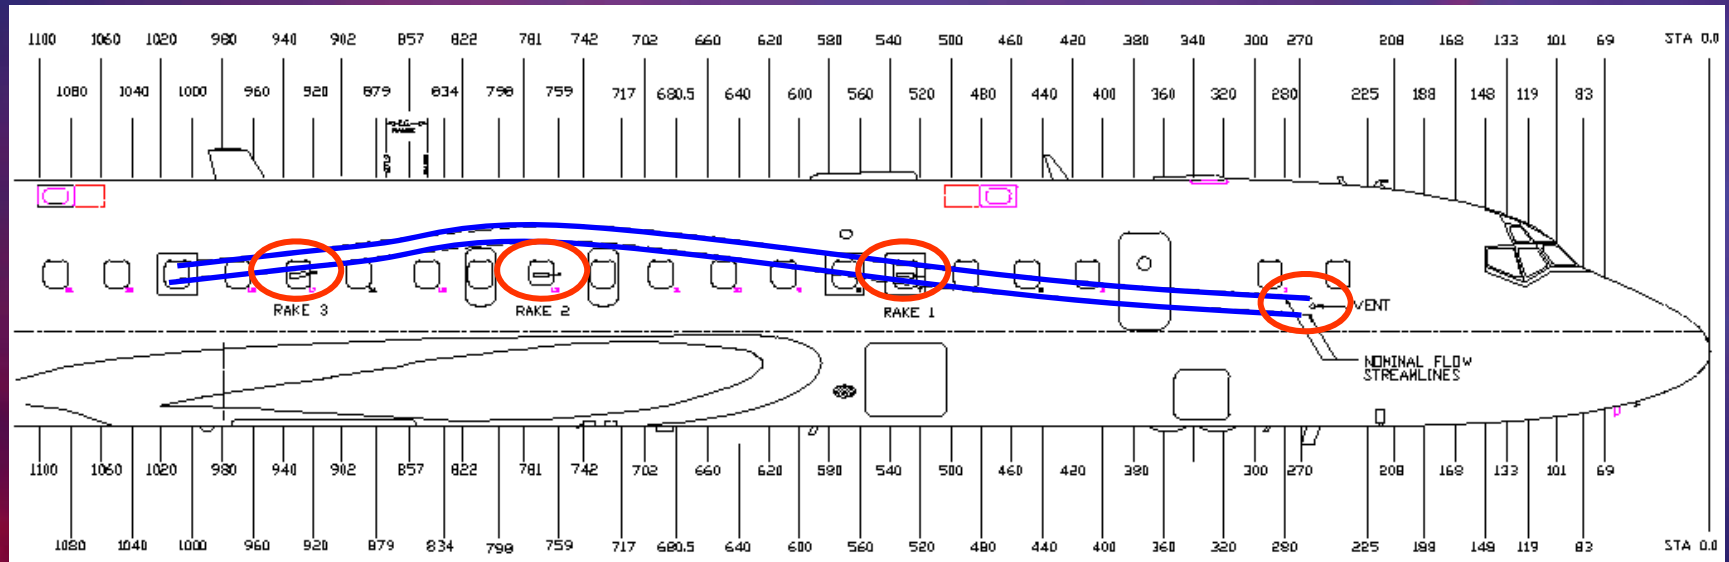 1100 1060 1020 980 940 902 857 822 781 742 702 660 620 580 540 500 460 420 380 340 300 270 208 168 133 101 69 STA 0.0
1080 1040 1000 960 920 879 834 798 759 717 680.5 640 600 560 520 480 440 400 360 320 280 225 188 148 119 83
RAKE 3
RAKE 2
RAKE 1
VENT
NOMINAL FLOW
STREAMLINES
1100 1060 1020 980 940 902 857 822 781 742 702 660 620 580 540 500 460 420 380 300 270 208 168 133 101 69
1080 1040 1000 960 920 879 834 798 759 717 680.5 640 600 560 520 480 440 400 360 320 280 225 188 148 119 83 STA 0.0